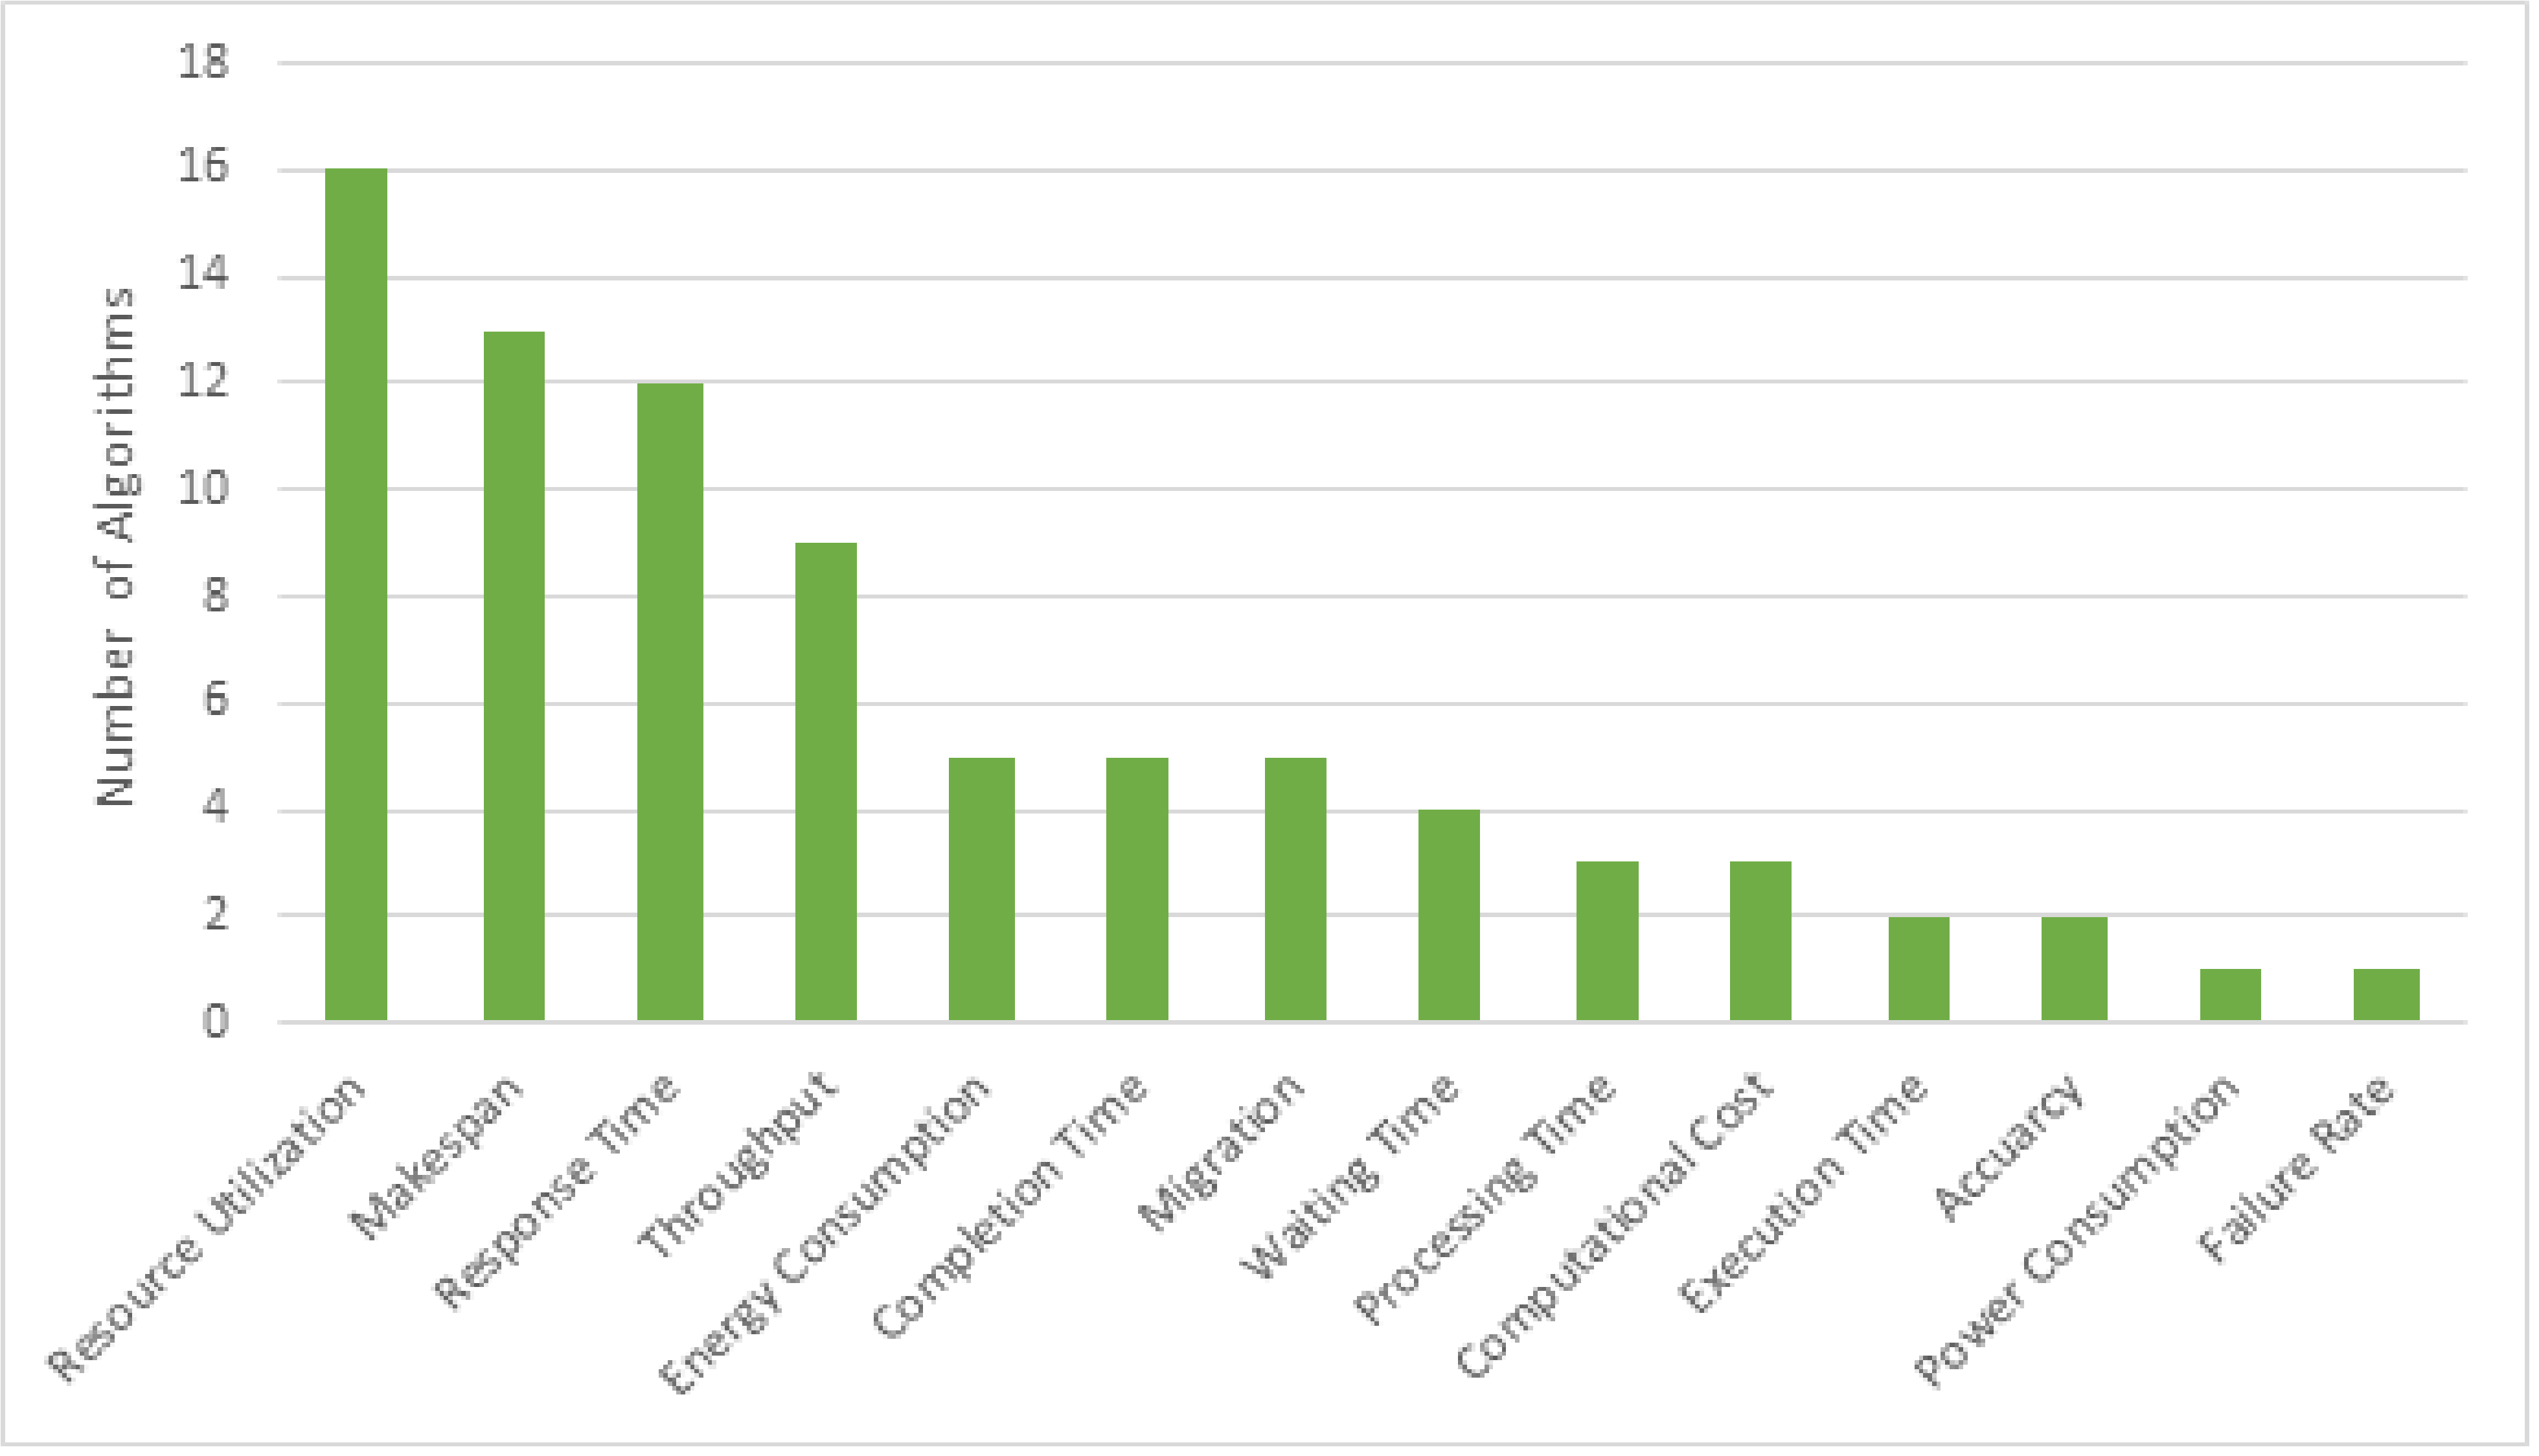 18
16
14
12
10
8
6
4
2
0
Number of Algorithms
Resource Utilization
Makespan
Response Time
Throughput
Energy Consumption
Completion Time
Migration
Waiting Time
Processing Time
Computational Cost
Execution Time
Accuarcy
Power Consumption
Failure Rate